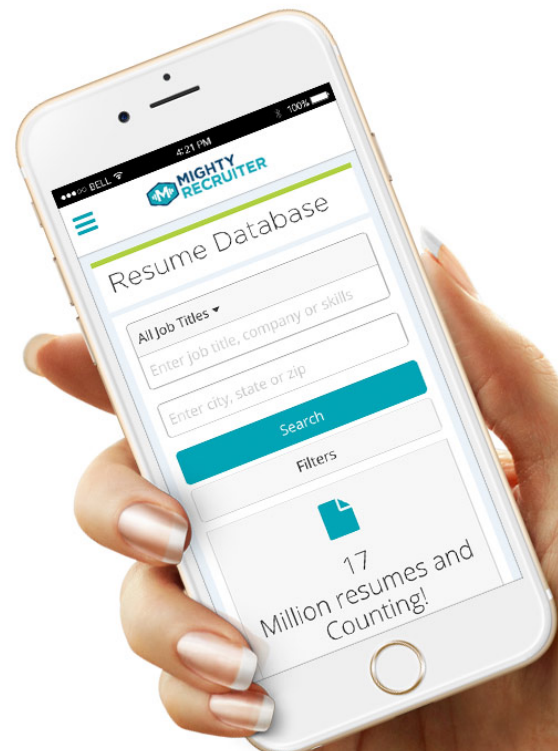 BELL
4:21 PM
100%
MIGHTY
RECRUITER
Resume Database
All Job Titles
Enter job title, company or skills
Enter city, state or zip
Search
Filters
17
Million resumes and
Counting!